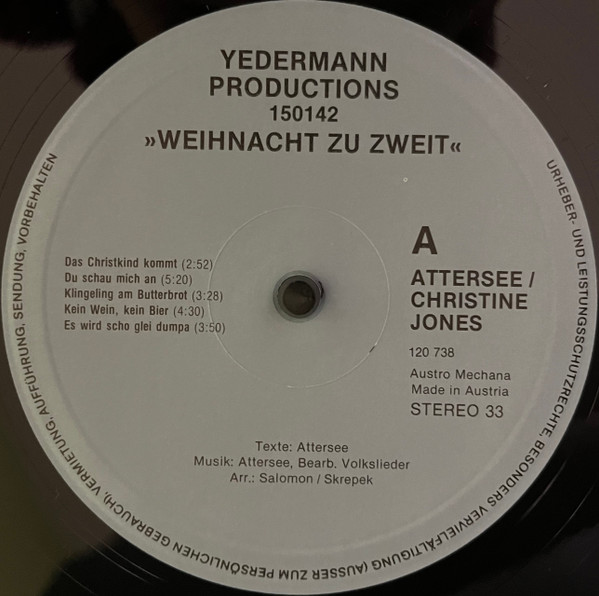 YEDERMANN
PRODUCTIONS
150142
»WEIHNACHT ZU ZWEIT«
Das Christkind kommt (2:52)
Du schau mich an (5:20)
Klingeling am Butterbrot (3:28)
Kein Wein, kein Bier (4:30)
Es wird scho glei dumpa (3:50)
A
ATTERSEE /
CHRISTINE
JONES
120 738
Austro Mechana
Made in Austria
STEREO 33
Texte: Attersee
Musik: Attersee, Bearb. Volkslieder
Arr.: Salomon / Skrepek
URHEBER- UND LEISTUNGSSCHUTZRECHTE, BESONDERS VERVIELFÄLTIGUNG (AUSSER ZUM PERSÖNLICHEN GEBRAUCH), VERMIETUNG, AUFFÜHRUNG, SENDUNG, VORBEHALTEN